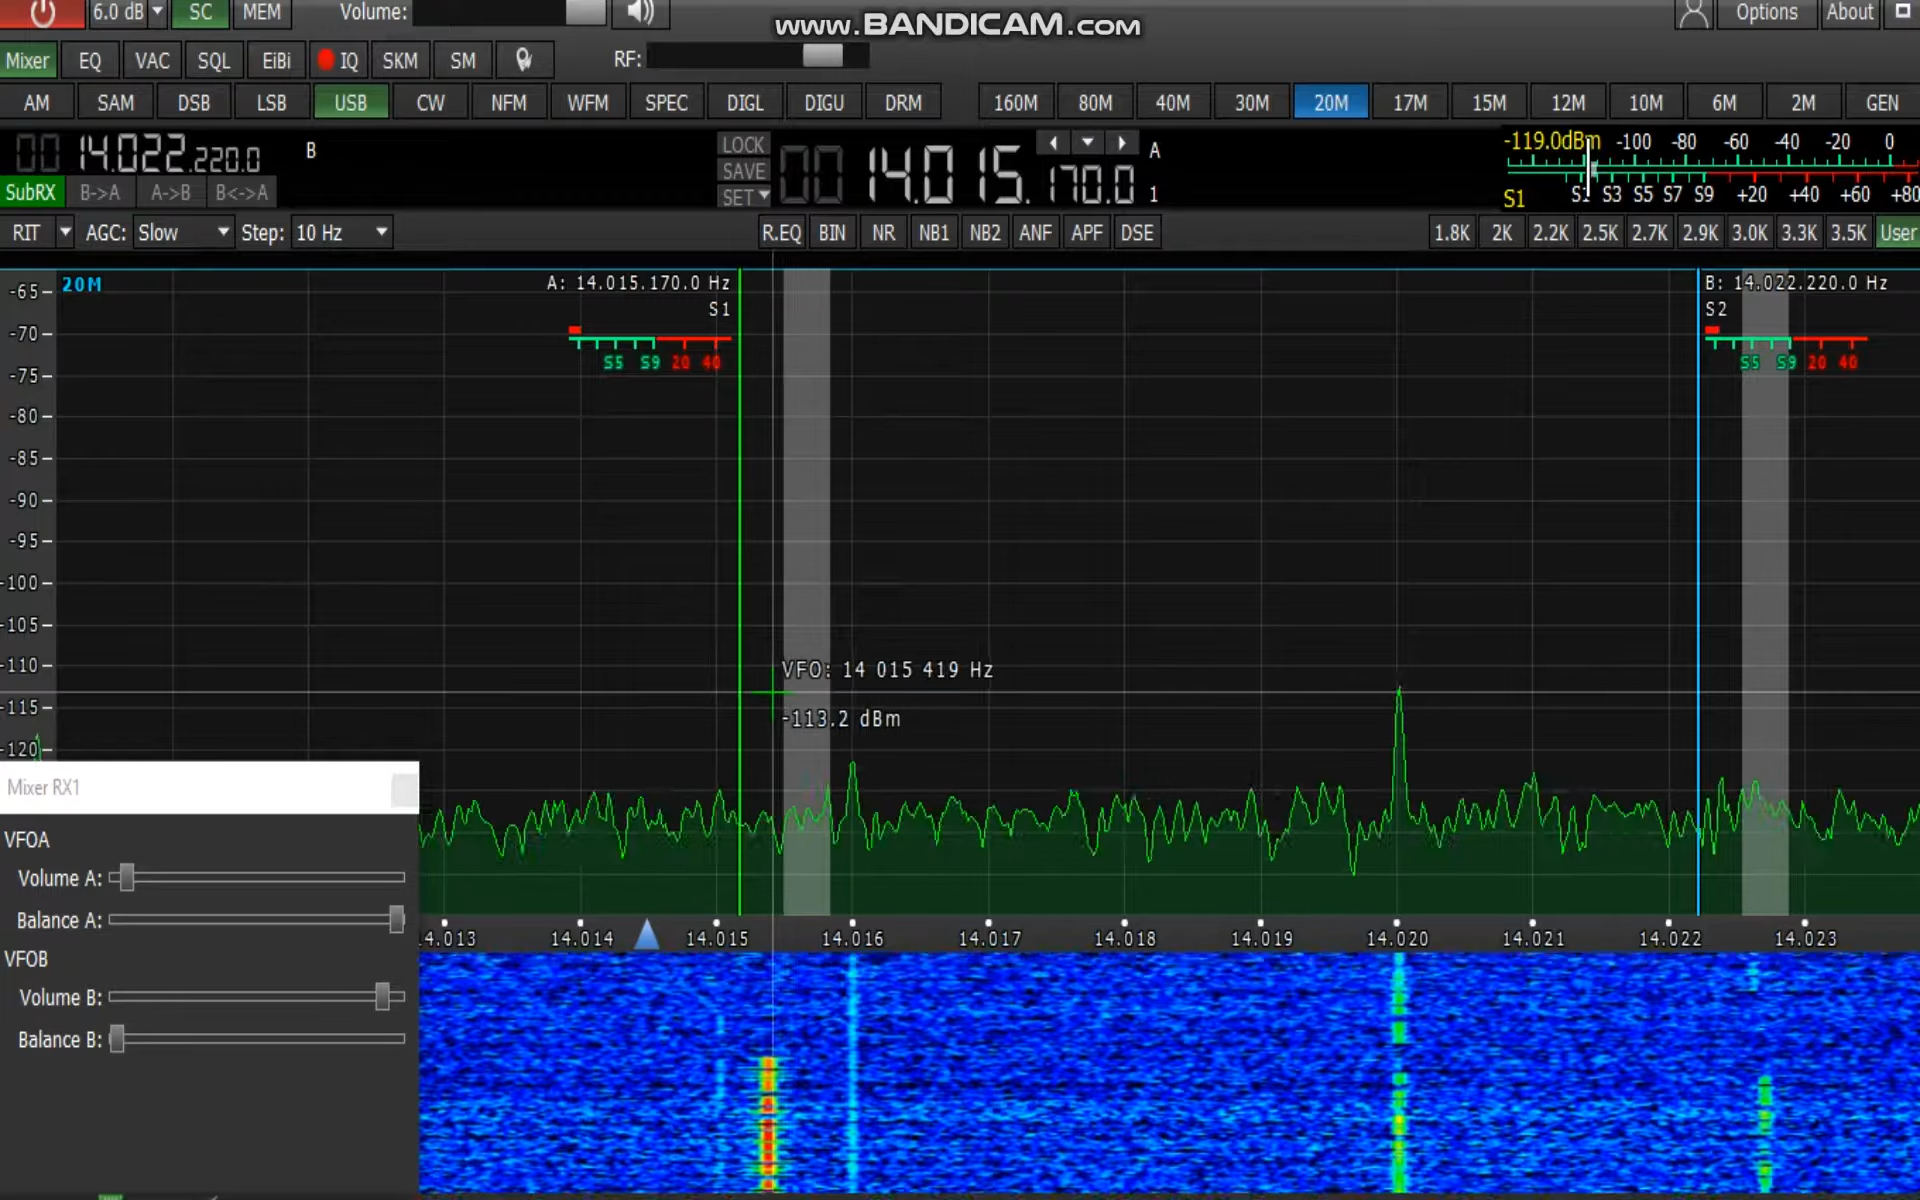 6.0 dB SC MEM Volume: www.BANDICAM.com Options About
Mixer EQ VAC SQL EiBi IQ SKM SM RF:
AM SAM DSB LSB USB CW NFM WFM SPEC DIGL DIGU DRM 160M 80M 40M 30M 20M 17M 15M 12M 10M 6M 2M GEN
00 14.022.220.0 B LOCK 00 14.015.170.0 A -119.0dBm -100 -80 -60 -40 -20 0
SAVE
SubRX B->A A->B B<->A SET 1 S1 S1 S3 S5 S7 S9 +20 +40 +60 +80
RIT AGC: Slow Step: 10 Hz R.EQ BIN NR NB1 NB2 ANF APF DSE 1.8K 2K 2.2K 2.5K 2.7K 2.9K 3.0K 3.3K 3.5K User
-65 20M A: 14.015.170.0 Hz B: 14.022.220.0 Hz
S1 S2
-70
S5 S9 20 40 S5 S9 20 40
-75
-80
-85
-90
-95
-100
-105
-110 VFO: 14 015 419 Hz
-115 -113.2 dBm
-120
Mixer RX1
VFOA
Volume A:
Balance A:
14.013 14.014 14.015 14.016 14.017 14.018 14.019 14.020 14.021 14.022 14.023
VFOB
Volume B:
Balance B: